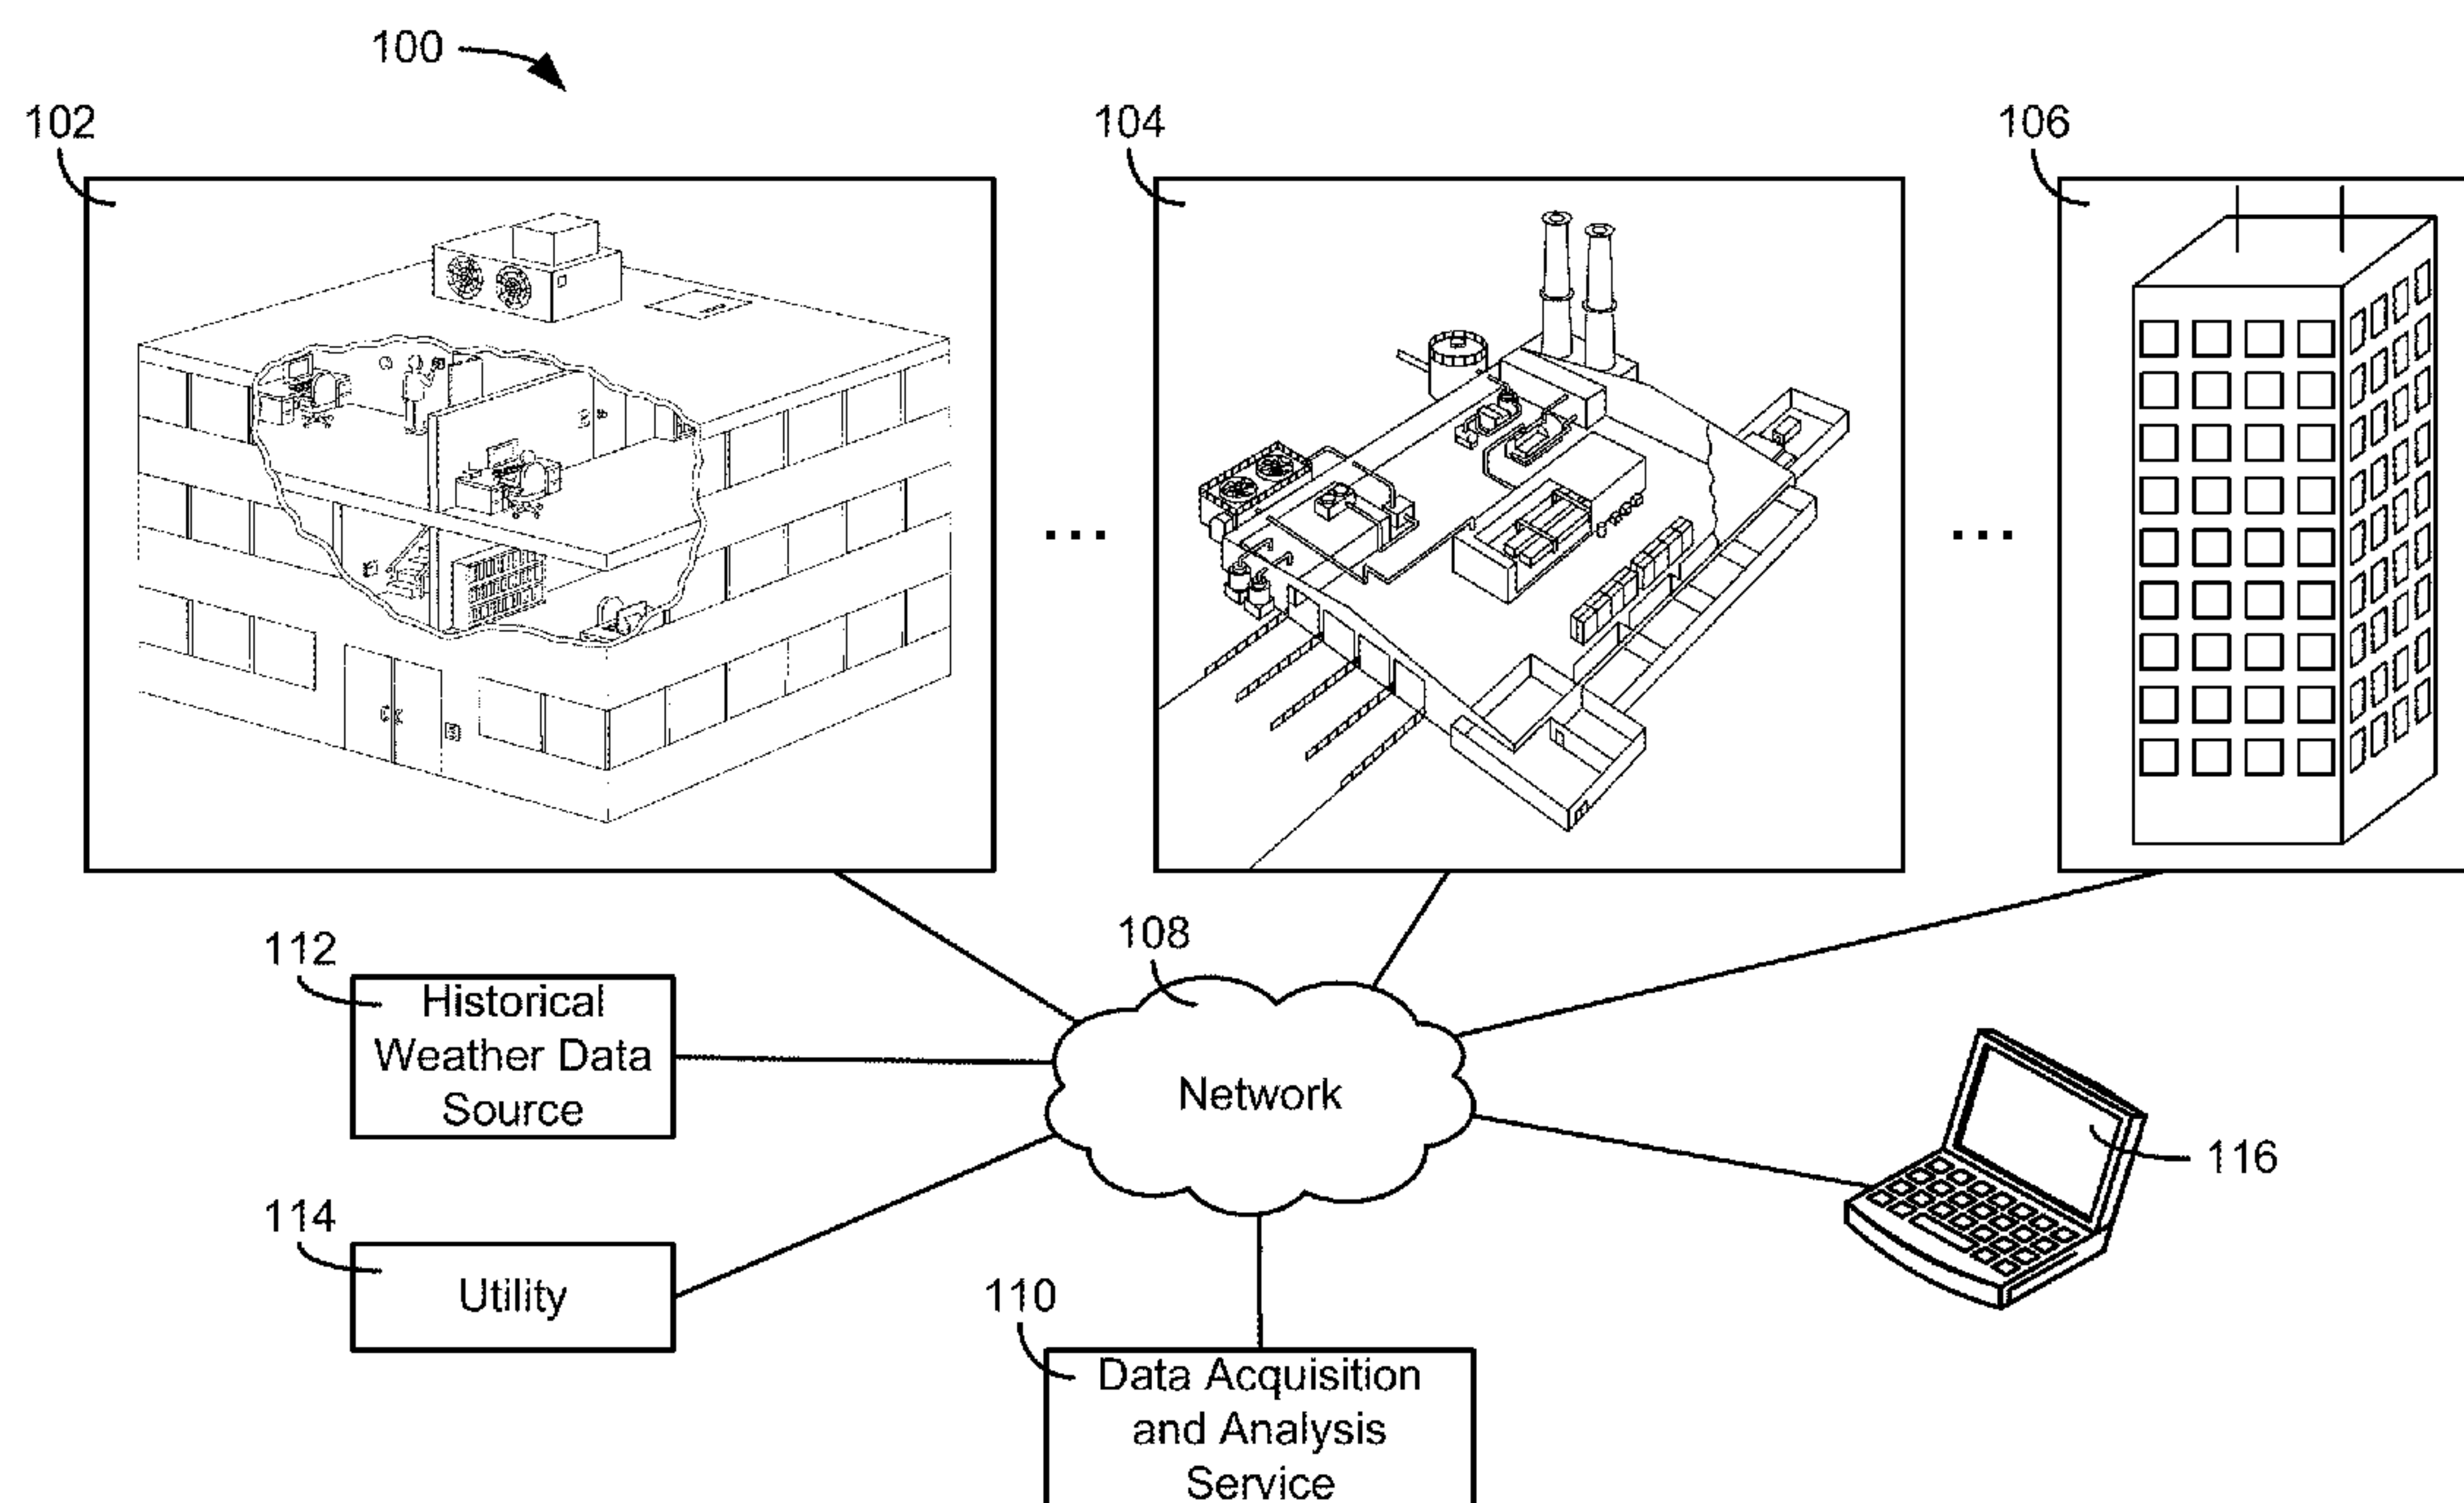 100
102
104
106
...
...
108
112
Historical
Weather Data
Source
Network
116
114
Utility
110
Data Acquisition
and Analysis
Service